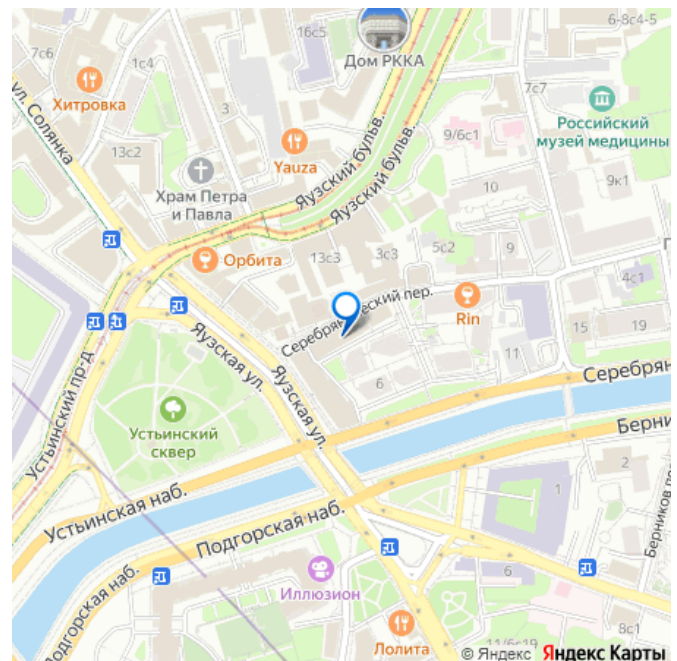 6-8с4-5
16с5
7с6
1с4
Дом РККА
Хитровка
7с7
ул. Солянка
3
Российский
музей медицины
9/6с1
13с2
Yauza
Яузский бульв.
Храм Петра
и Павла
10
9к1
Яузский бульв.
5с2
9
Орбита
13с3
3с3
4с1
П
Серебрянический пер.
Rin
15
19
Устьинский пр-д
Яузская ул.
11
6
Серебрян
Яузская ул.
Устьинский
сквер
Берни
2
1
Устьинская наб.
Подгорская наб.
Берников пе
6
Иллюзион
Подгорская наб.
Лолита
8с1
11/6с19
© Яндекс Яндекс Карты